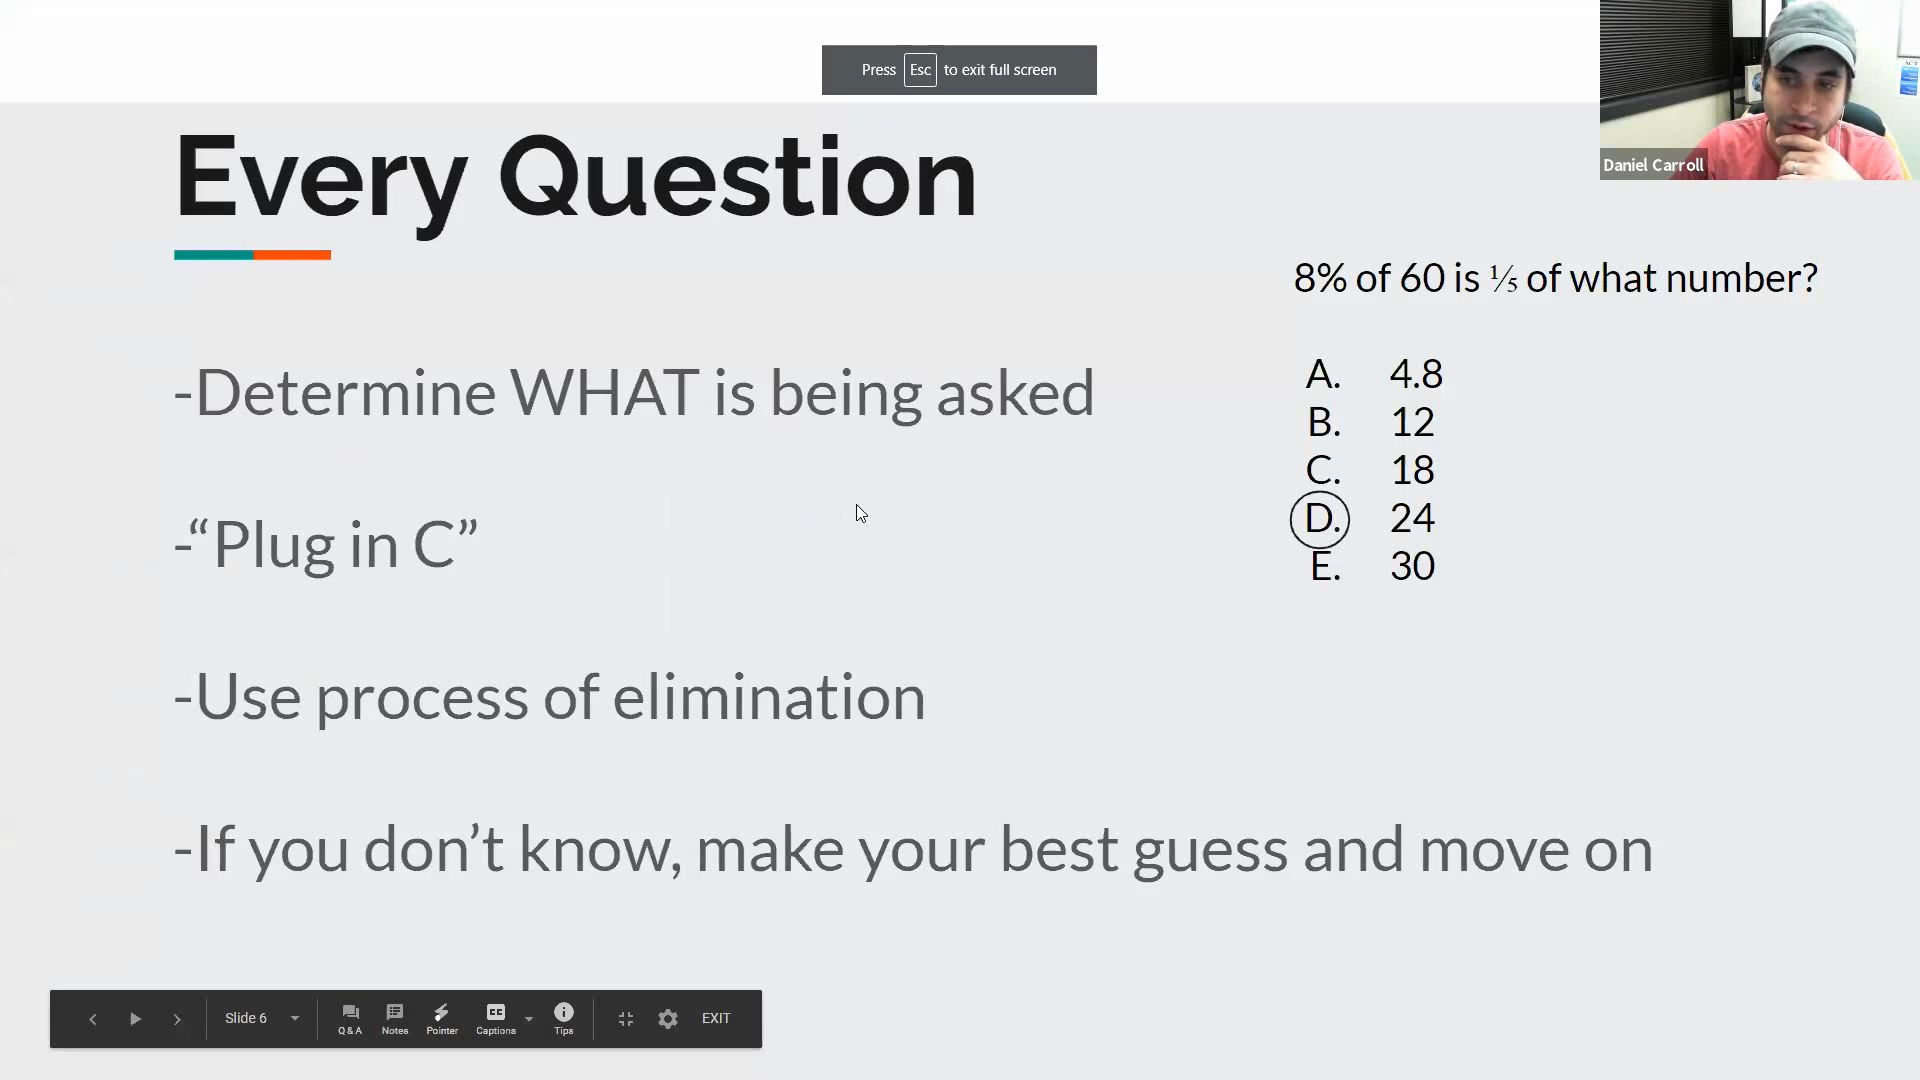 Press Esc to exit full screen
Daniel Carroll
Every Question
8% of 60 is ⅕ of what number?
-Determine WHAT is being asked
A. 4.8
B. 12
C. 18
D. 24
E. 30
-“Plug in C”
-Use process of elimination
-If you don’t know, make your best guess and move on
Slide 6
Q & A
Notes
Pointer
CC
Captions
Tips
EXIT